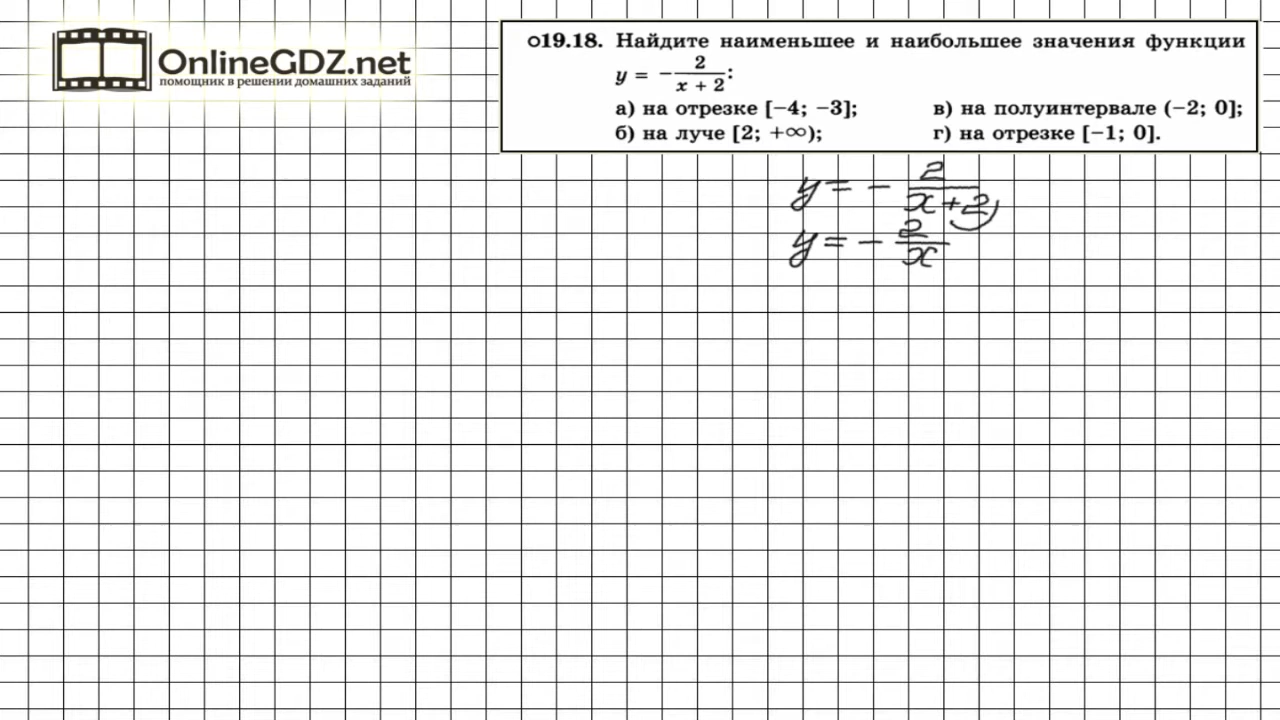 OnlineGDZ.net
помощник в решении домашних заданий
○19.18. Найдите наименьшее и наибольшее значения функции
y = -2/(x + 2):
а) на отрезке [−4; −3];
в) на полуинтервале (−2; 0];
б) на луче [2; +∞);
г) на отрезке [−1; 0].
y = - 2/(x+2)
y = - 2/x